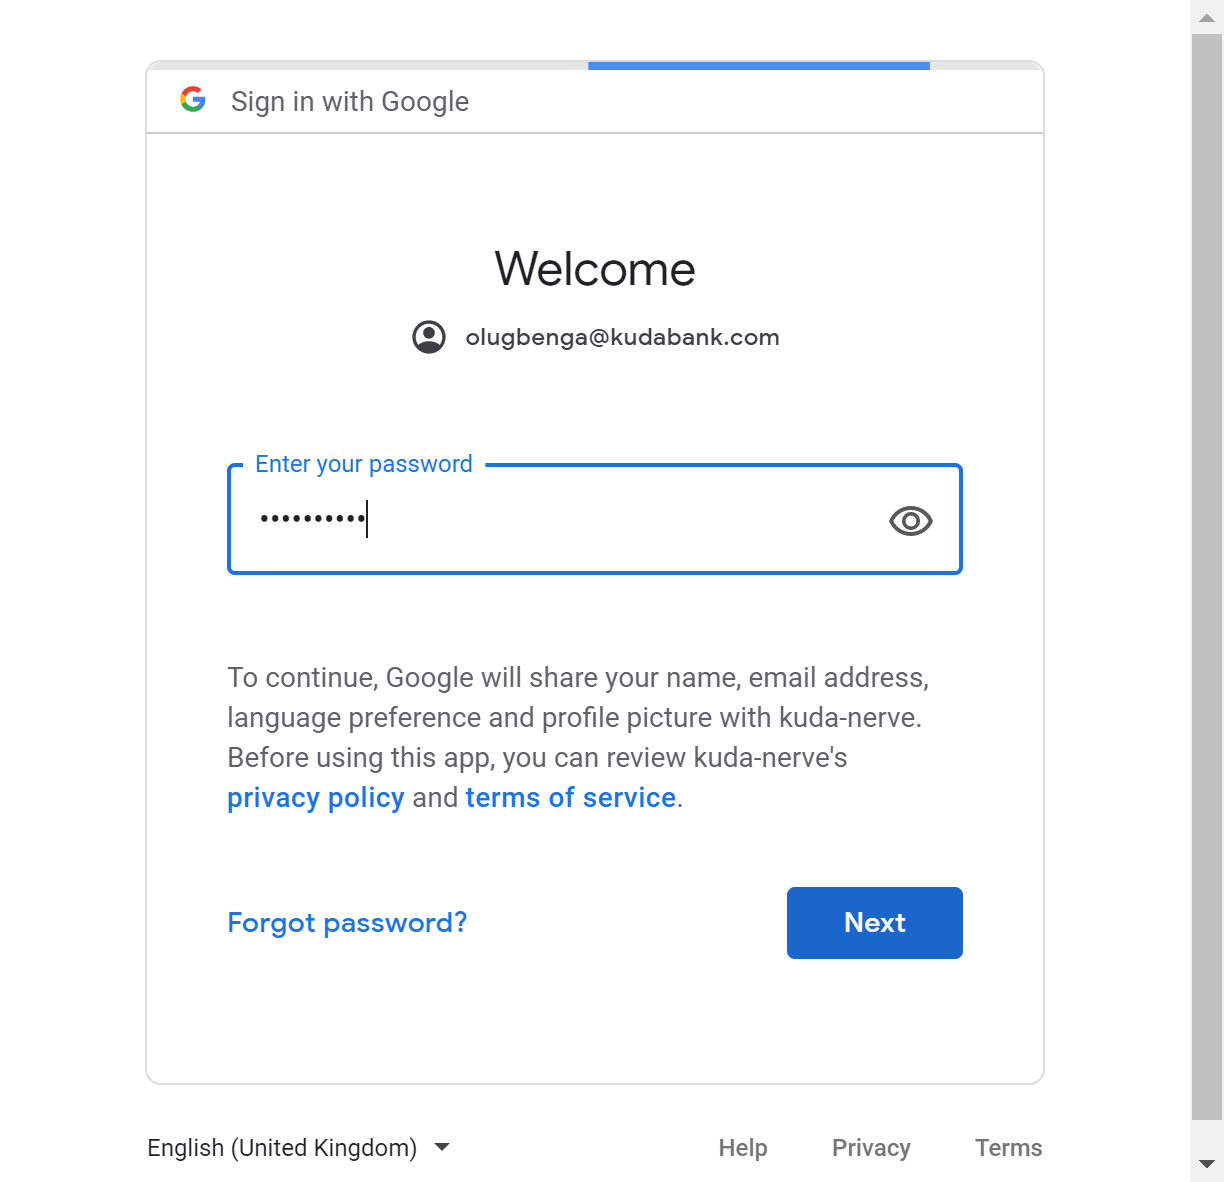 Sign in with Google
Welcome
olugbenga@kudabank.com
Enter your password
••••••••••
To continue, Google will share your name, email address,
language preference and profile picture with kuda-nerve.
Before using this app, you can review kuda-nerve's
privacy policy and terms of service.
Forgot password?
Next
English (United Kingdom)
Help
Privacy
Terms